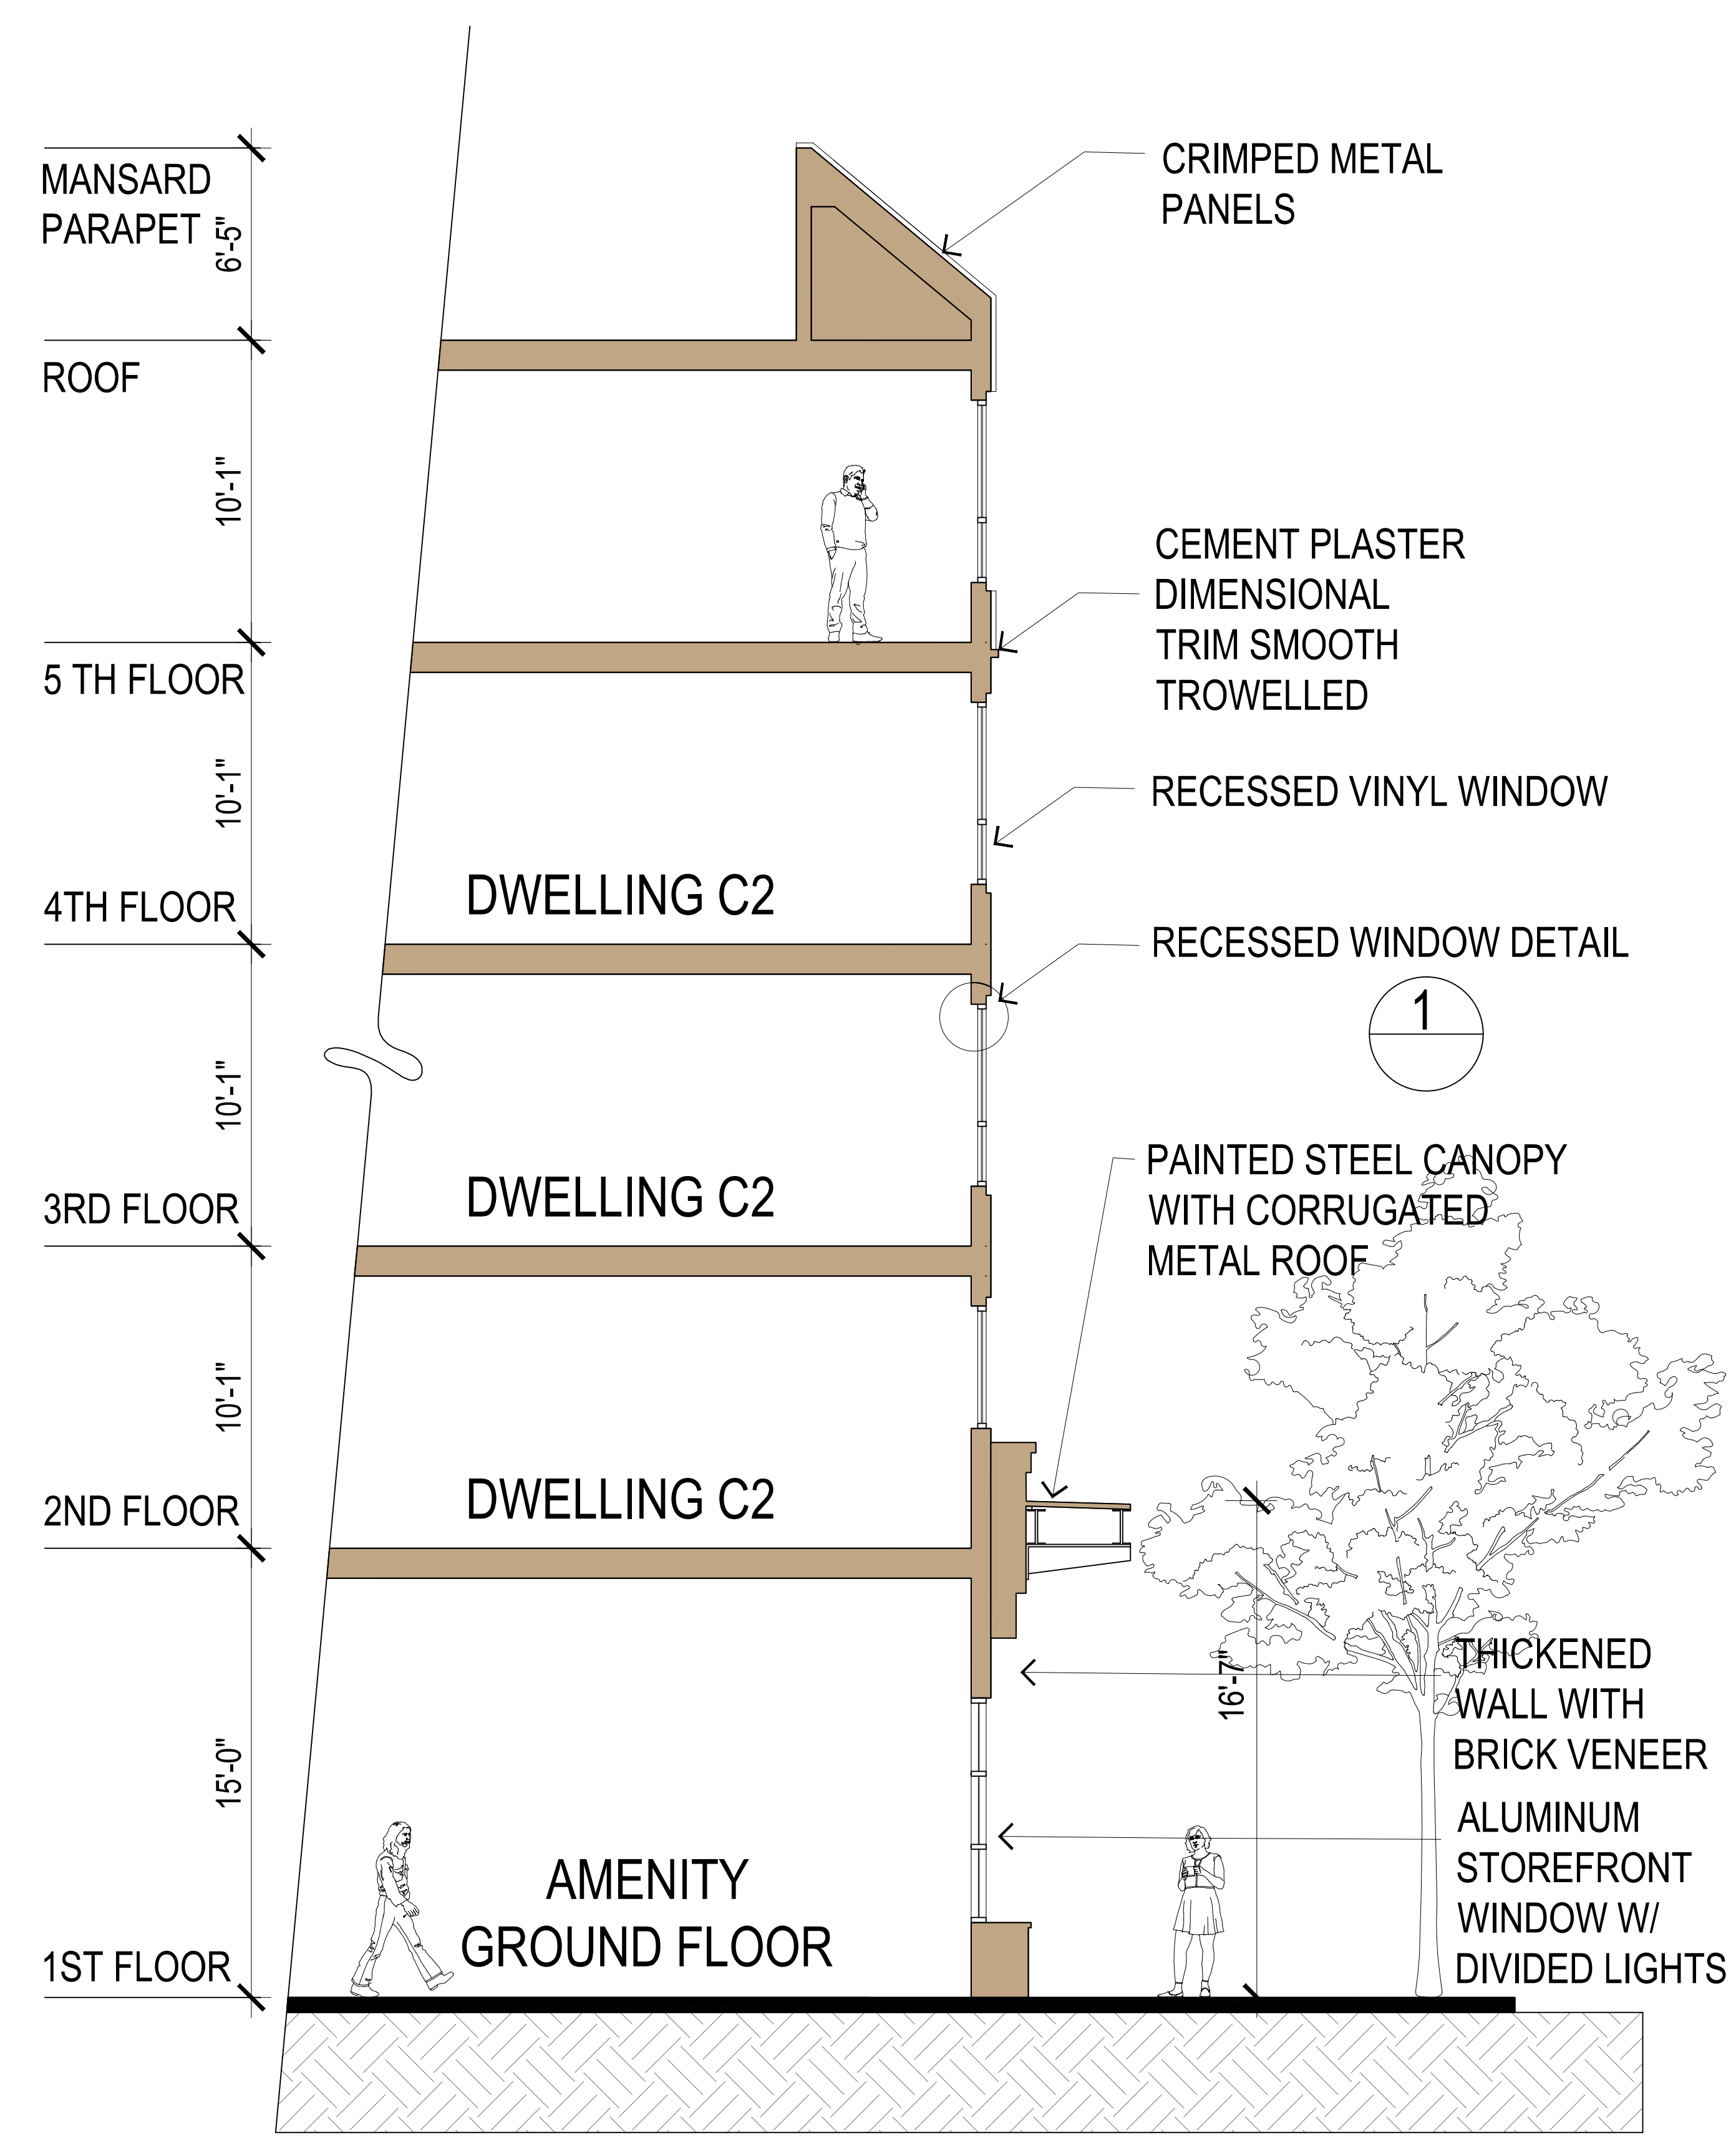 MANSARD
PARAPET
6'-5"
ROOF
10'-1"
5 TH FLOOR
10'-1"
4TH FLOOR
10'-1"
3RD FLOOR
10'-1"
2ND FLOOR
15'-0"
1ST FLOOR
DWELLING C2
DWELLING C2
DWELLING C2
AMENITY
GROUND FLOOR
CRIMPED METAL
PANELS
CEMENT PLASTER
DIMENSIONAL
TRIM SMOOTH
TROWELLED
RECESSED VINYL WINDOW
RECESSED WINDOW DETAIL
1
PAINTED STEEL CANOPY
WITH CORRUGATED
METAL ROOF
16'-7"
THICKENED
WALL WITH
BRICK VENEER
ALUMINUM
STOREFRONT
WINDOW W/
DIVIDED LIGHTS